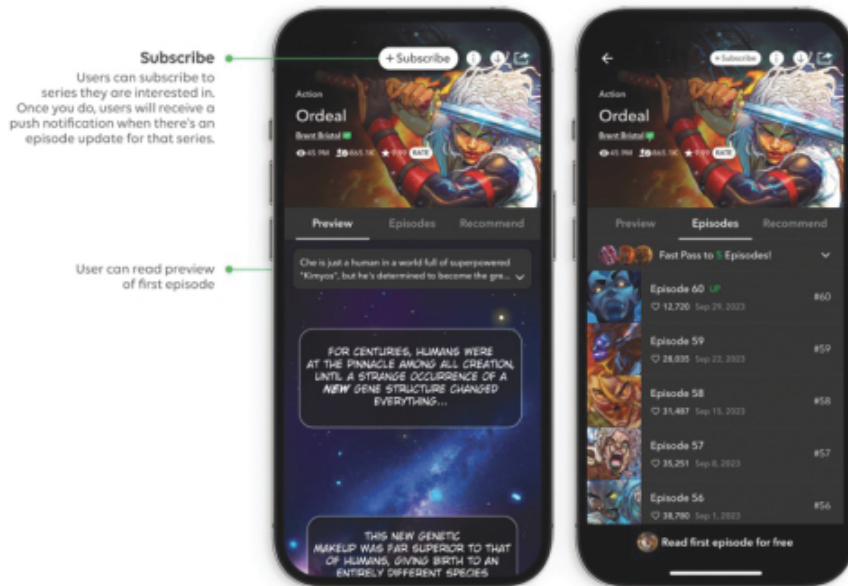 Subscribe
Users can subscribe to
series they are interested in.
Once you do, users will receive a
push notification when there's an
episode update for that series.
User can read preview
of first episode
+ Subscribe
Action
Ordeal
Brent Bristol
45.9M 865.1K RATE
Preview Episodes Recommend
Che is just a human in a world full of superpowered
"Kimyos", but he's determined to become the gre...
FOR CENTURIES, HUMANS WERE
AT THE PINNACLE AMONG ALL CREATION,
UNTIL A STRANGE OCCURRENCE OF A
NEW GENE STRUCTURE CHANGED
EVERYTHING...
THIS NEW GENETIC
MAKEUP WAS FAR SUPERIOR TO THAT
OF HUMANS, GIVING BIRTH TO AN
ENTIRELY DIFFERENT SPECIES
+ Subscribe
Action
Ordeal
Brent Bristol
45.9M 865.1K RATE
Preview Episodes Recommend
Fast Pass to 5 Episodes!
Episode 60 UP
12,720 Sep 29, 2023
#60
Episode 59
28,035 Sep 22, 2023
#59
Episode 58
31,487 Sep 15, 2023
#58
Episode 57
35,251 Sep 8, 2023
#57
Episode 56
38,780 Sep 1, 2023
#56
Read first episode for free